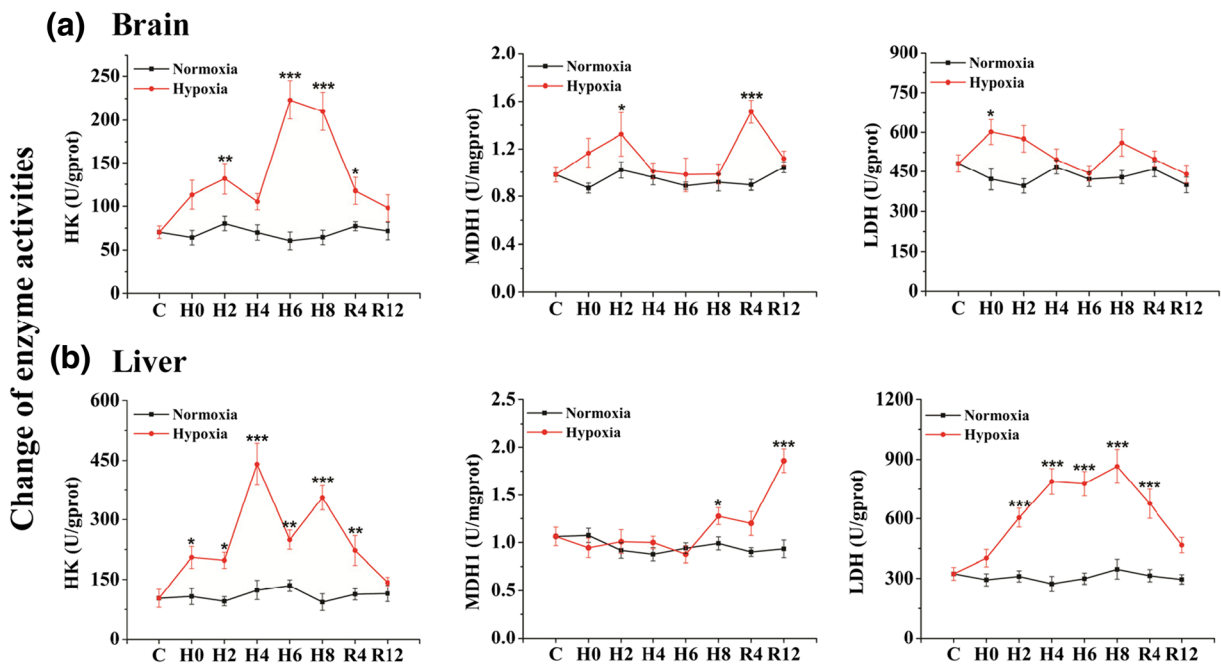 Change of enzyme activities
(a) Brain
Normoxia
Hypoxia
HK (U/gprot)
250
200
150
100
50
0
** *** *** *
C H0 H2 H4 H6 H8 R4 R12
Normoxia
Hypoxia
MDH1 (U/mgprot)
2.0
1.6
1.2
0.8
0.4
0.0
* ***
C H0 H2 H4 H6 H8 R4 R12
Normoxia
Hypoxia
LDH (U/gprot)
900
750
600
450
300
150
0
*
C H0 H2 H4 H6 H8 R4 R12
(b) Liver
Normoxia
Hypoxia
HK (U/gprot)
600
450
300
150
0
* * *** ** *** **
C H0 H2 H4 H6 H8 R4 R12
Normoxia
Hypoxia
MDH1 (U/mgprot)
2.5
2.0
1.5
1.0
0.5
0.0
* ***
C H0 H2 H4 H6 H8 R4 R12
Normoxia
Hypoxia
LDH (U/gprot)
1200
900
600
300
0
*** *** *** *** ***
C H0 H2 H4 H6 H8 R4 R12